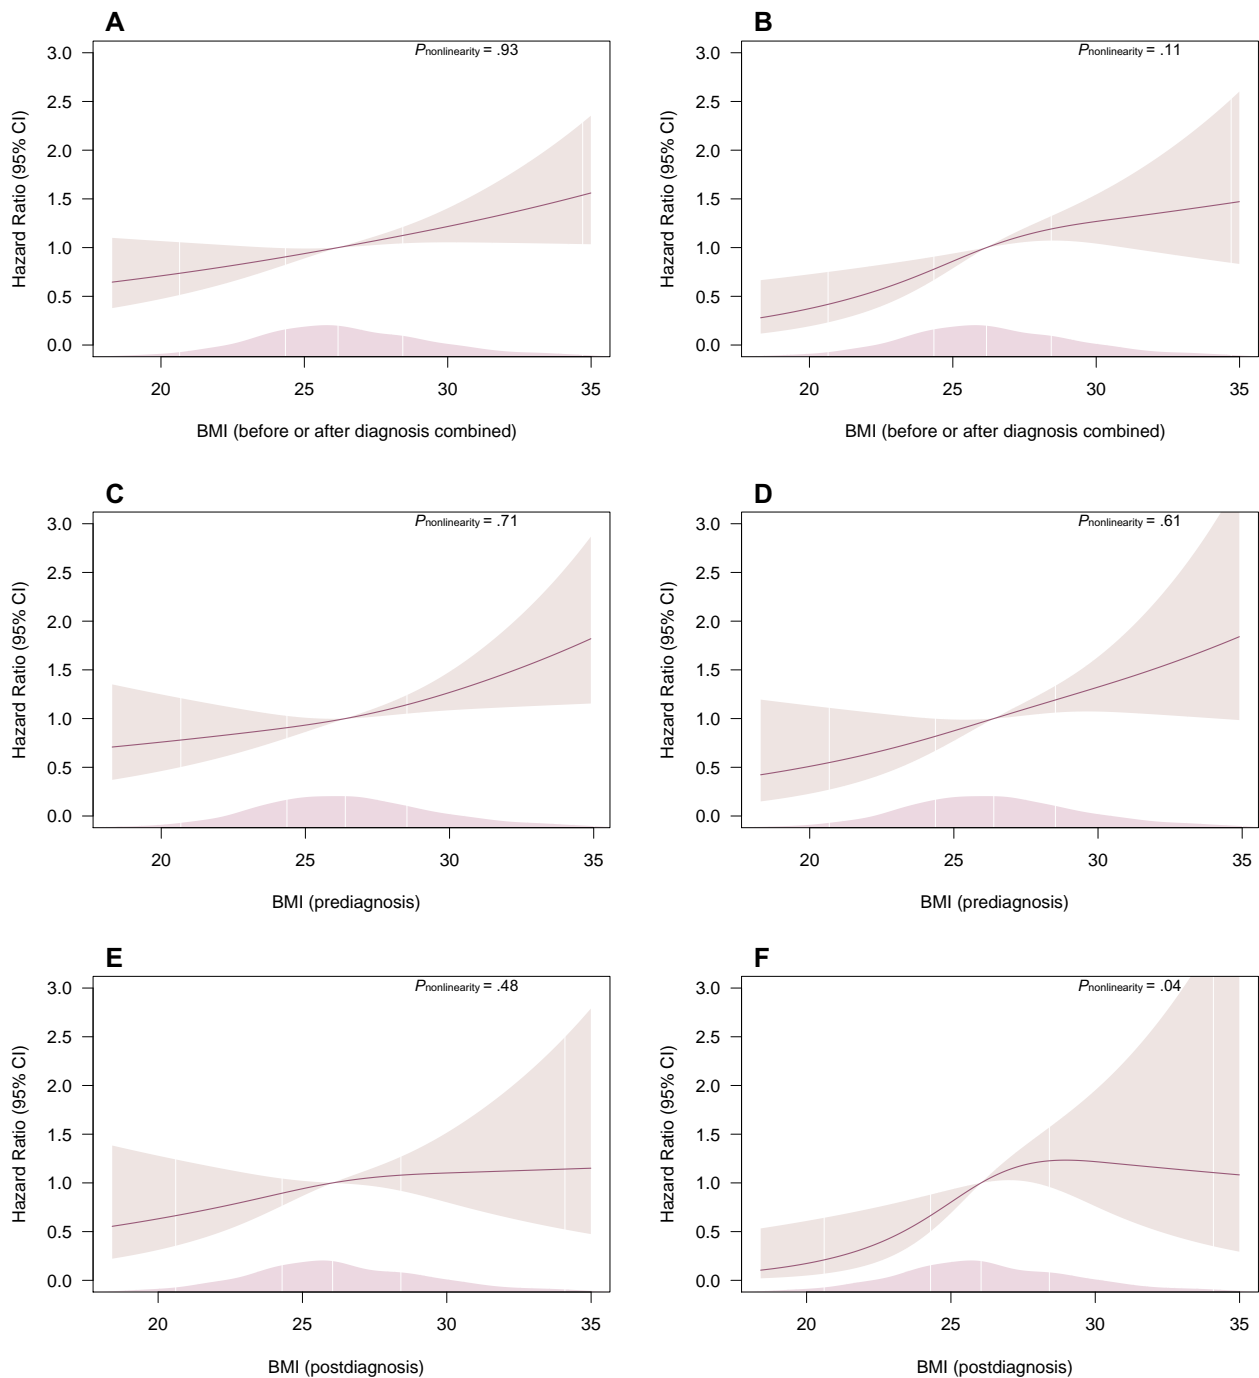 A
Pnonlinearity = .93
Hazard Ratio (95% CI)
3.0
2.5
2.0
1.5
1.0
0.5
0.0
20 25 30 35
BMI (before or after diagnosis combined)
B
Pnonlinearity = .11
Hazard Ratio (95% CI)
3.0
2.5
2.0
1.5
1.0
0.5
0.0
20 25 30 35
BMI (before or after diagnosis combined)
C
Pnonlinearity = .71
Hazard Ratio (95% CI)
3.0
2.5
2.0
1.5
1.0
0.5
0.0
20 25 30 35
BMI (prediagnosis)
D
Pnonlinearity = .61
Hazard Ratio (95% CI)
3.0
2.5
2.0
1.5
1.0
0.5
0.0
20 25 30 35
BMI (prediagnosis)
E
Pnonlinearity = .48
Hazard Ratio (95% CI)
3.0
2.5
2.0
1.5
1.0
0.5
0.0
20 25 30 35
BMI (postdiagnosis)
F
Pnonlinearity = .04
Hazard Ratio (95% CI)
3.0
2.5
2.0
1.5
1.0
0.5
0.0
20 25 30 35
BMI (postdiagnosis)